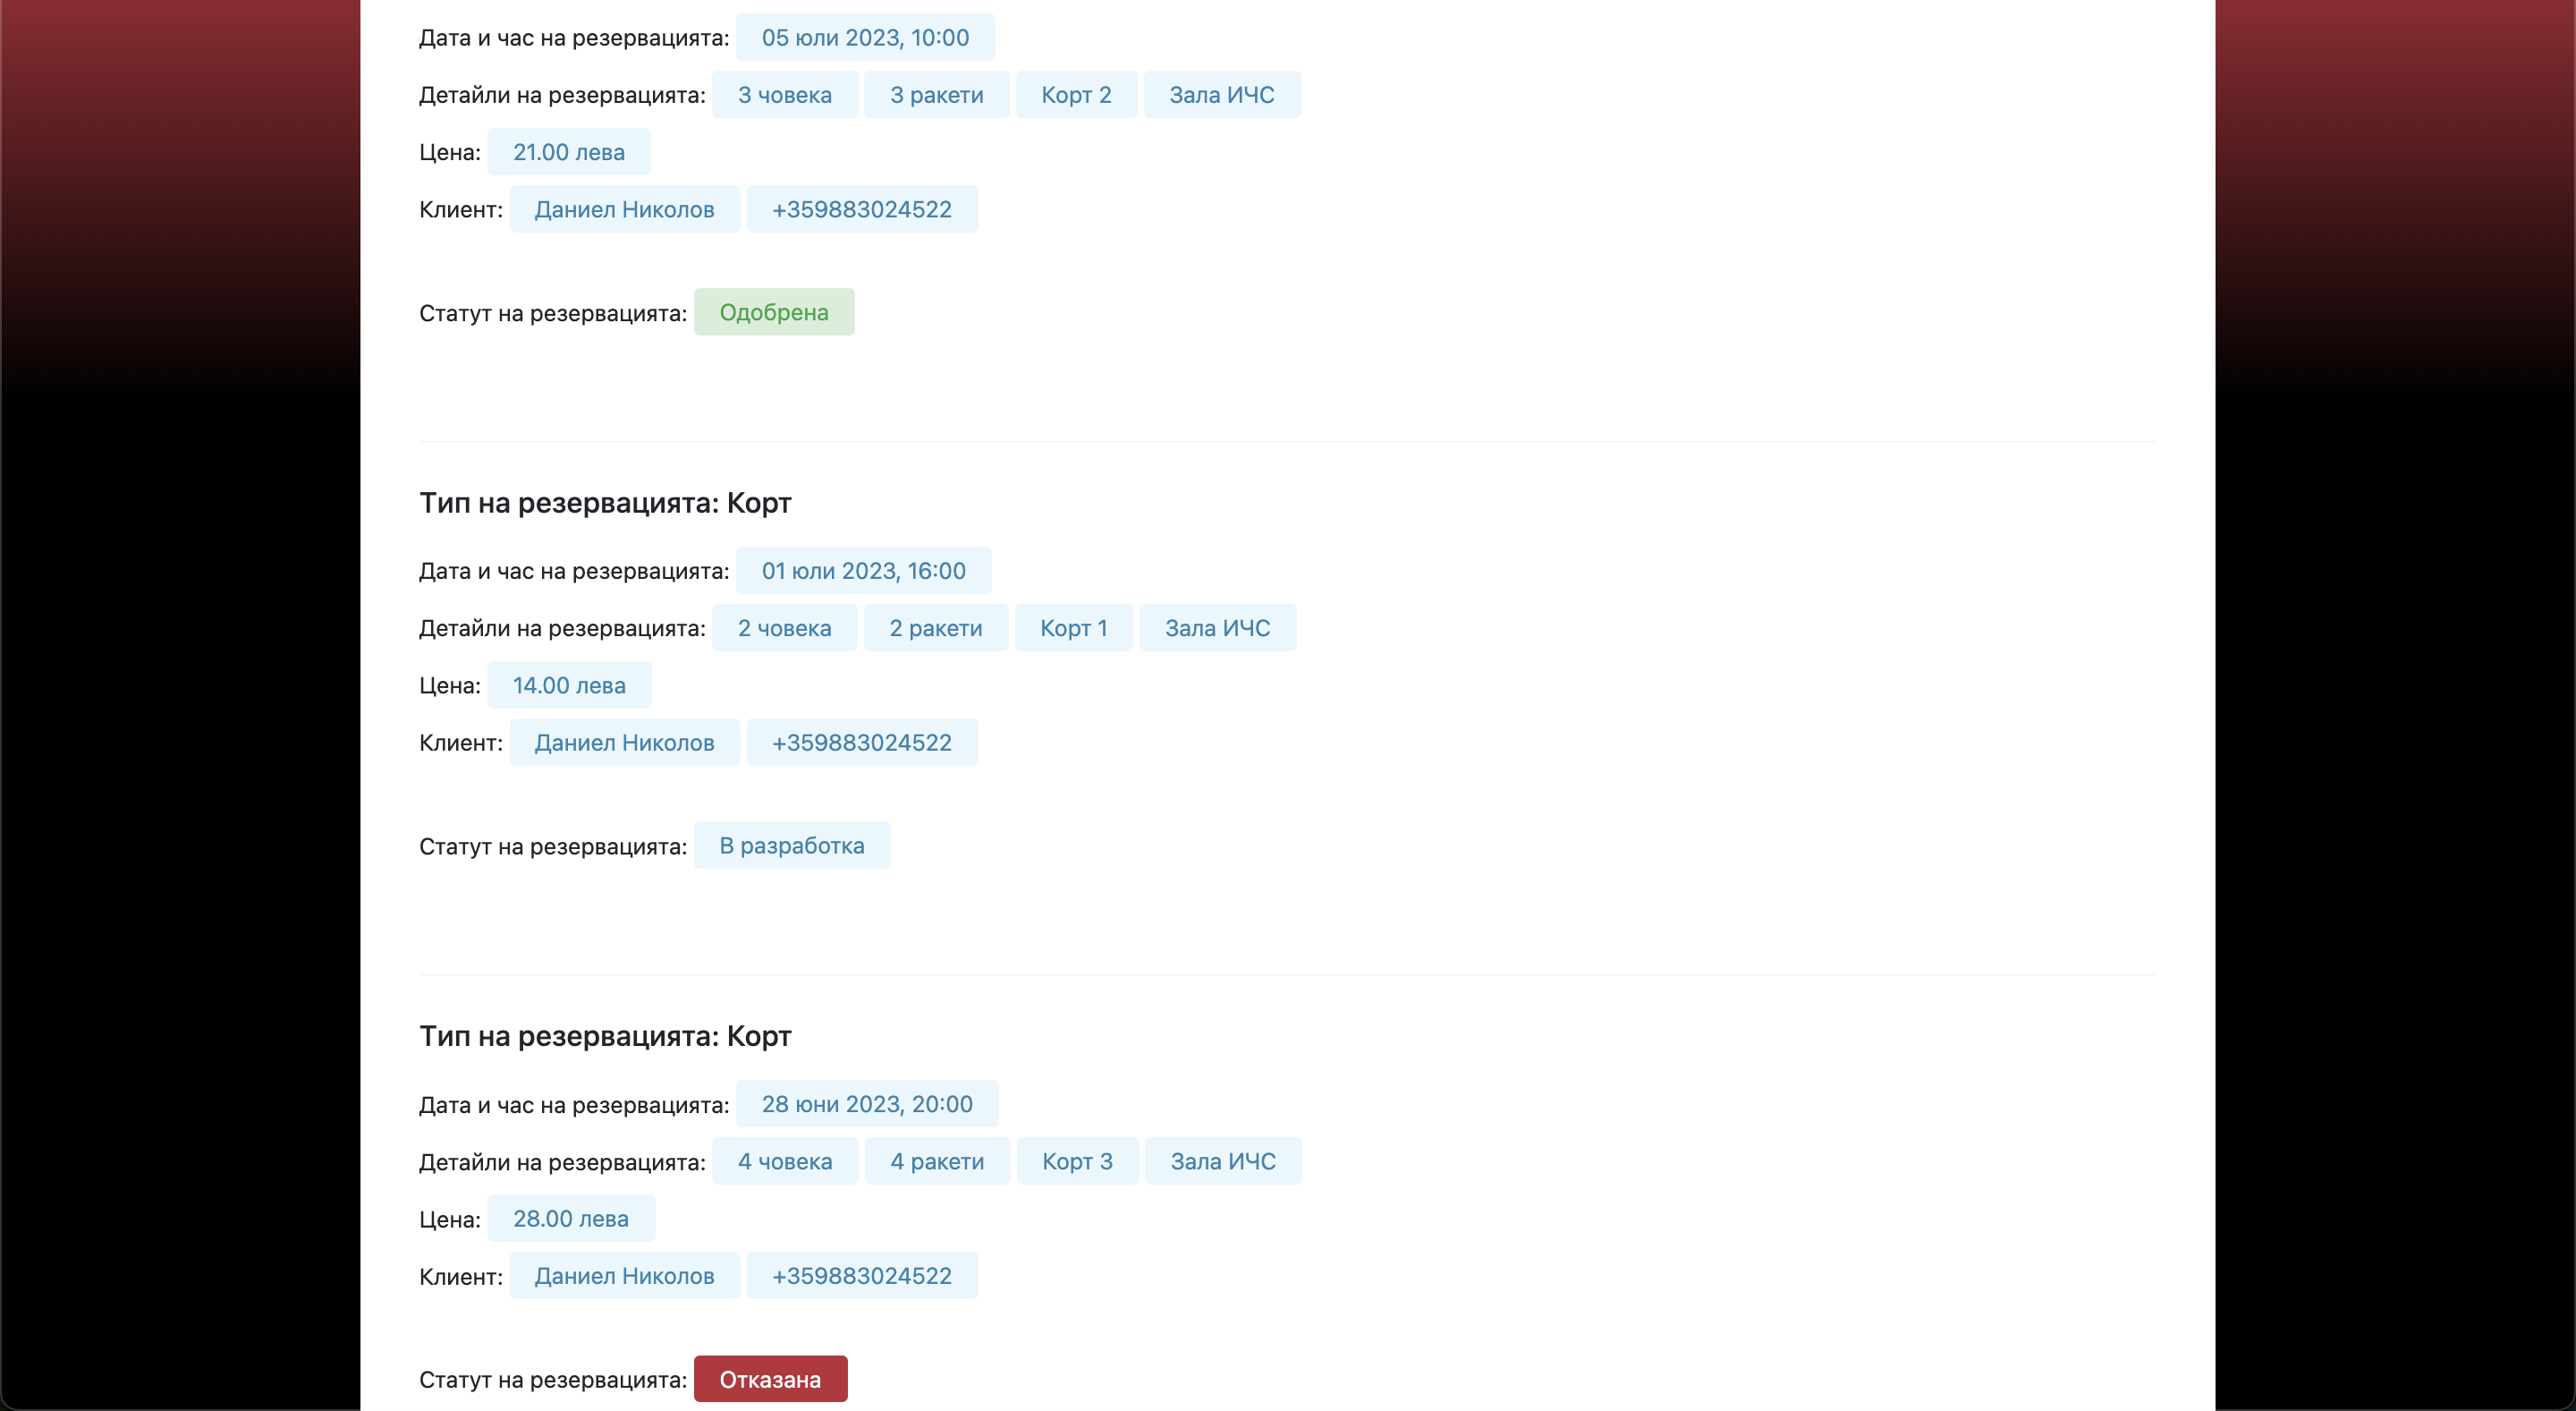 Дата и час на резервацията: 05 юли 2023, 10:00
Детайли на резервацията: 3 човека 3 ракети Корт 2 Зала ИЧС
Цена: 21.00 лева
Клиент: Даниел Николов +359883024522
Статут на резервацията: Одобрена
Тип на резервацията: Корт
Дата и час на резервацията: 01 юли 2023, 16:00
Детайли на резервацията: 2 човека 2 ракети Корт 1 Зала ИЧС
Цена: 14.00 лева
Клиент: Даниел Николов +359883024522
Статут на резервацията: В разработка
Тип на резервацията: Корт
Дата и час на резервацията: 28 юни 2023, 20:00
Детайли на резервацията: 4 човека 4 ракети Корт 3 Зала ИЧС
Цена: 28.00 лева
Клиент: Даниел Николов +359883024522
Статут на резервацията: Отказана